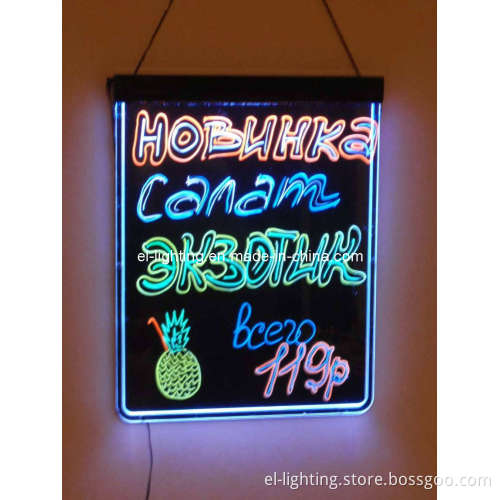 НОВИНКА
Салат
ЭКЗОТИК
el-lighting.en.made-in-china.com
всего
119р
el-lighting.store.bossgoo.com